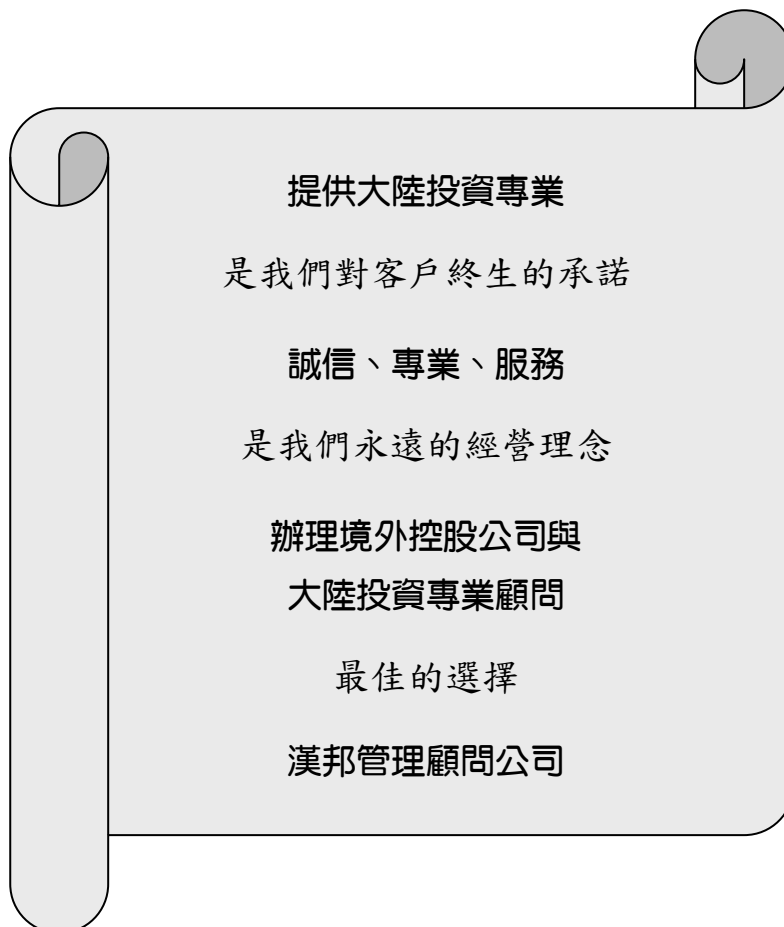 提供大陸投資專業
是我們對客戶終生的承諾
誠信、專業、服務
是我們永遠的經營理念
辦理境外控股公司與
大陸投資專業顧問
最佳的選擇
漢邦管理顧問公司